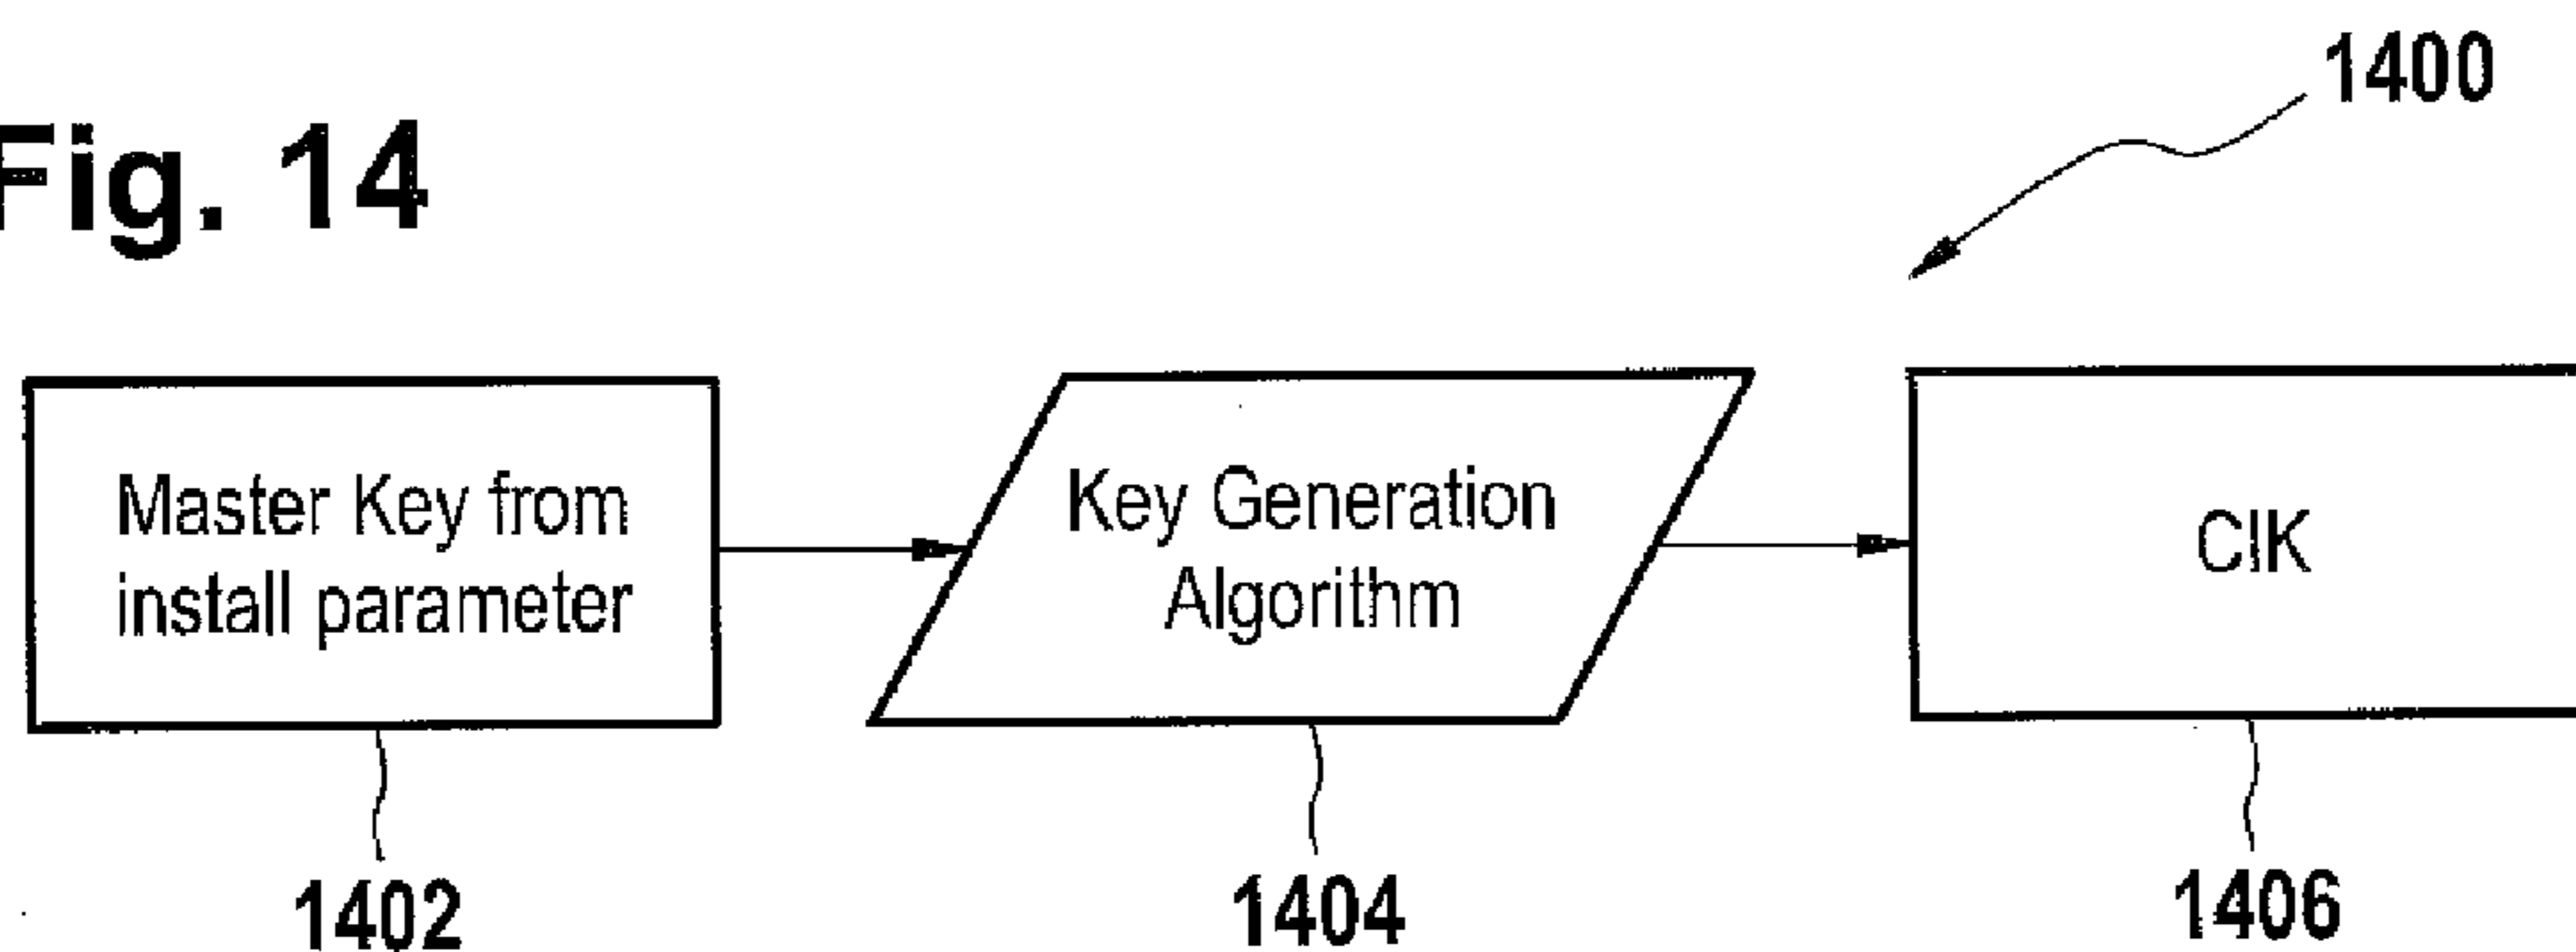 Fig. 14
1400
Master Key from
install parameter
Key Generation
Algorithm
CIK
1402
1404
1406